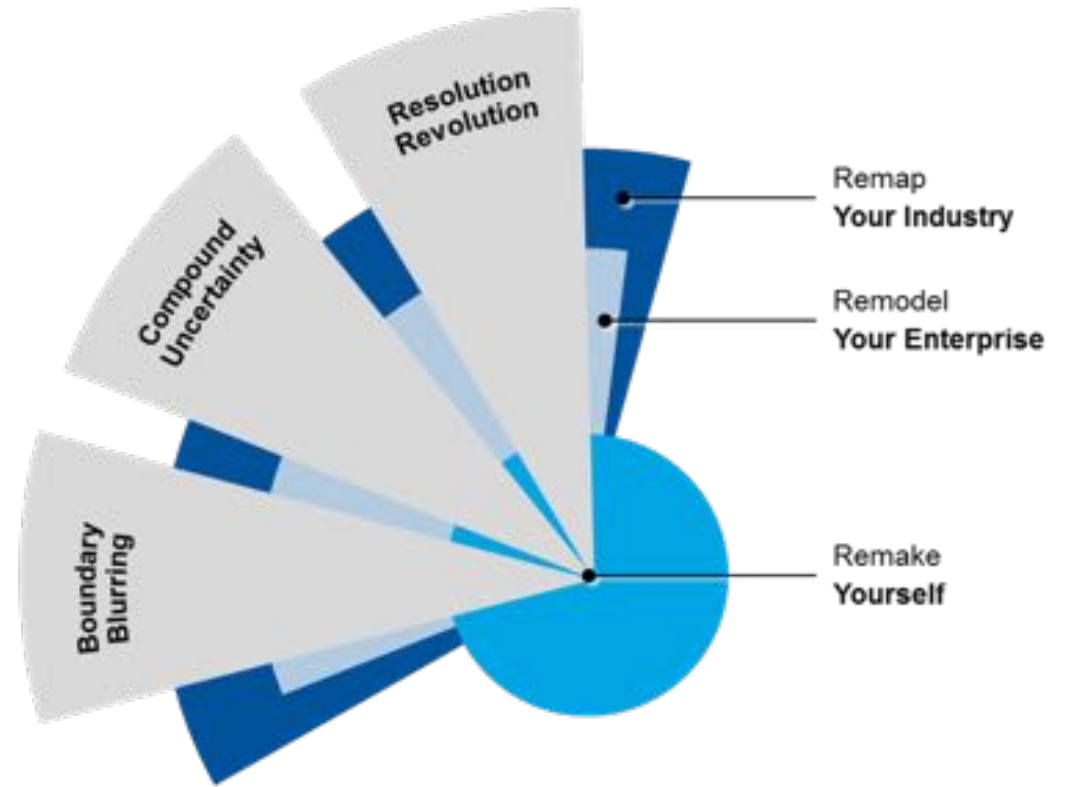 Resolution
Revolution
Compound
Uncertainty
Boundary
Blurring
Remap
Your Industry
Remodel
Your Enterprise
Remake
Yourself